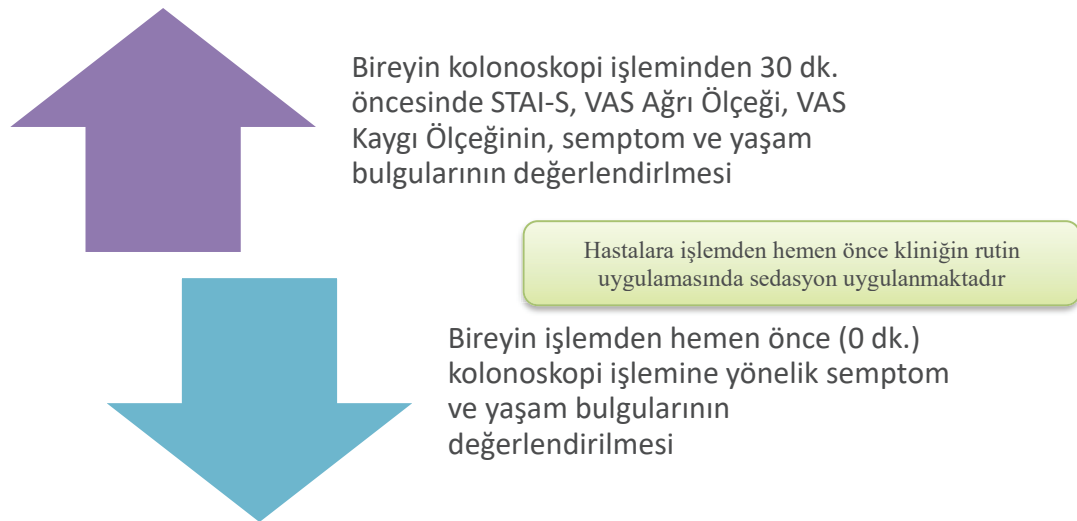 Bireyin kolonoskopi işleminden 30 dk.
öncesinde STAI-S, VAS Ağrı Ölçeği, VAS
Kaygı Ölçeğinin, semptom ve yaşam
bulgularının değerlendirlmesi
Hastalara işlemden hemen önce kliniğin rutin
uygulamasında sedasyon uygulanmaktadır
Bireyin işlemden hemen önce (0 dk.)
kolonoskopi işlemine yönelik semptom
ve yaşam bulgularının
değerlendirilmesi